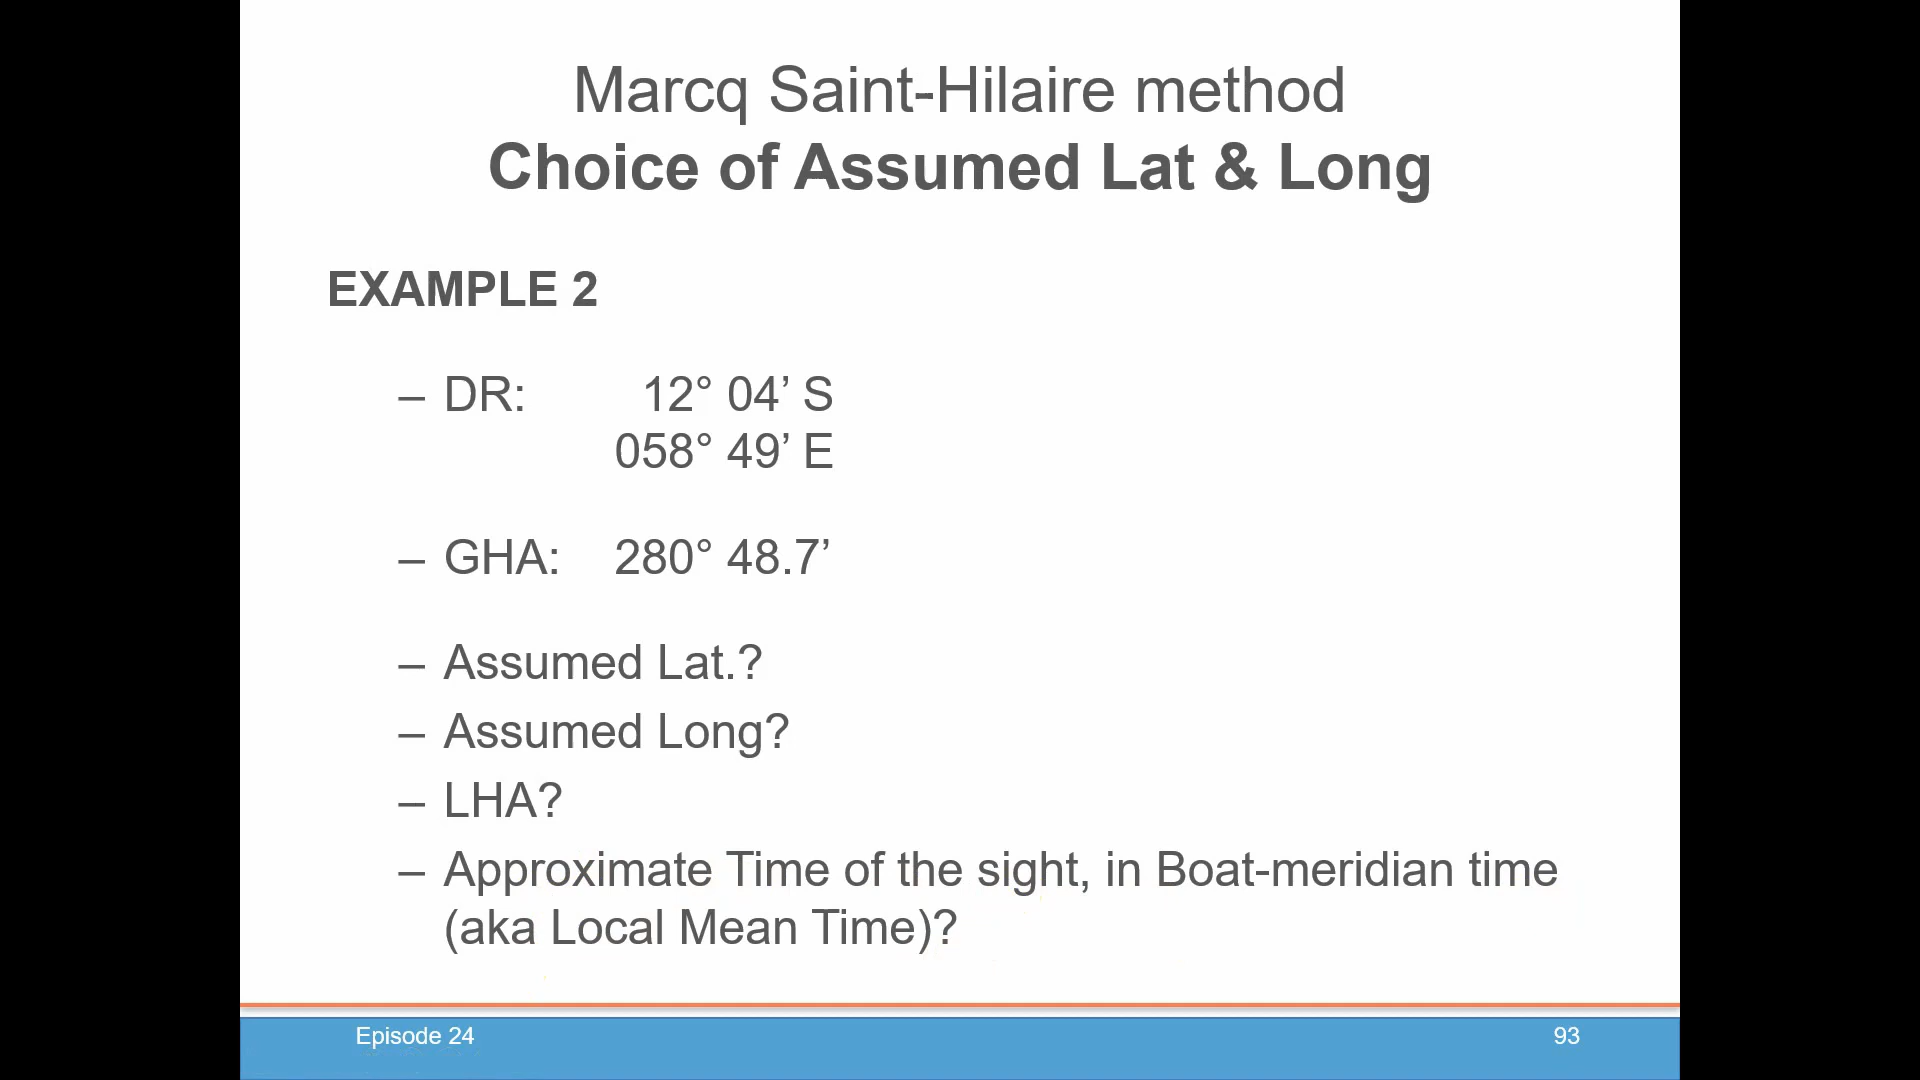 Marcq Saint-Hilaire method
Choice of Assumed Lat & Long
EXAMPLE 2
– DR: 12° 04’ S
058° 49’ E
– GHA: 280° 48.7’
– Assumed Lat.?
– Assumed Long?
– LHA?
– Approximate Time of the sight, in Boat-meridian time
(aka Local Mean Time)?
Episode 24
93